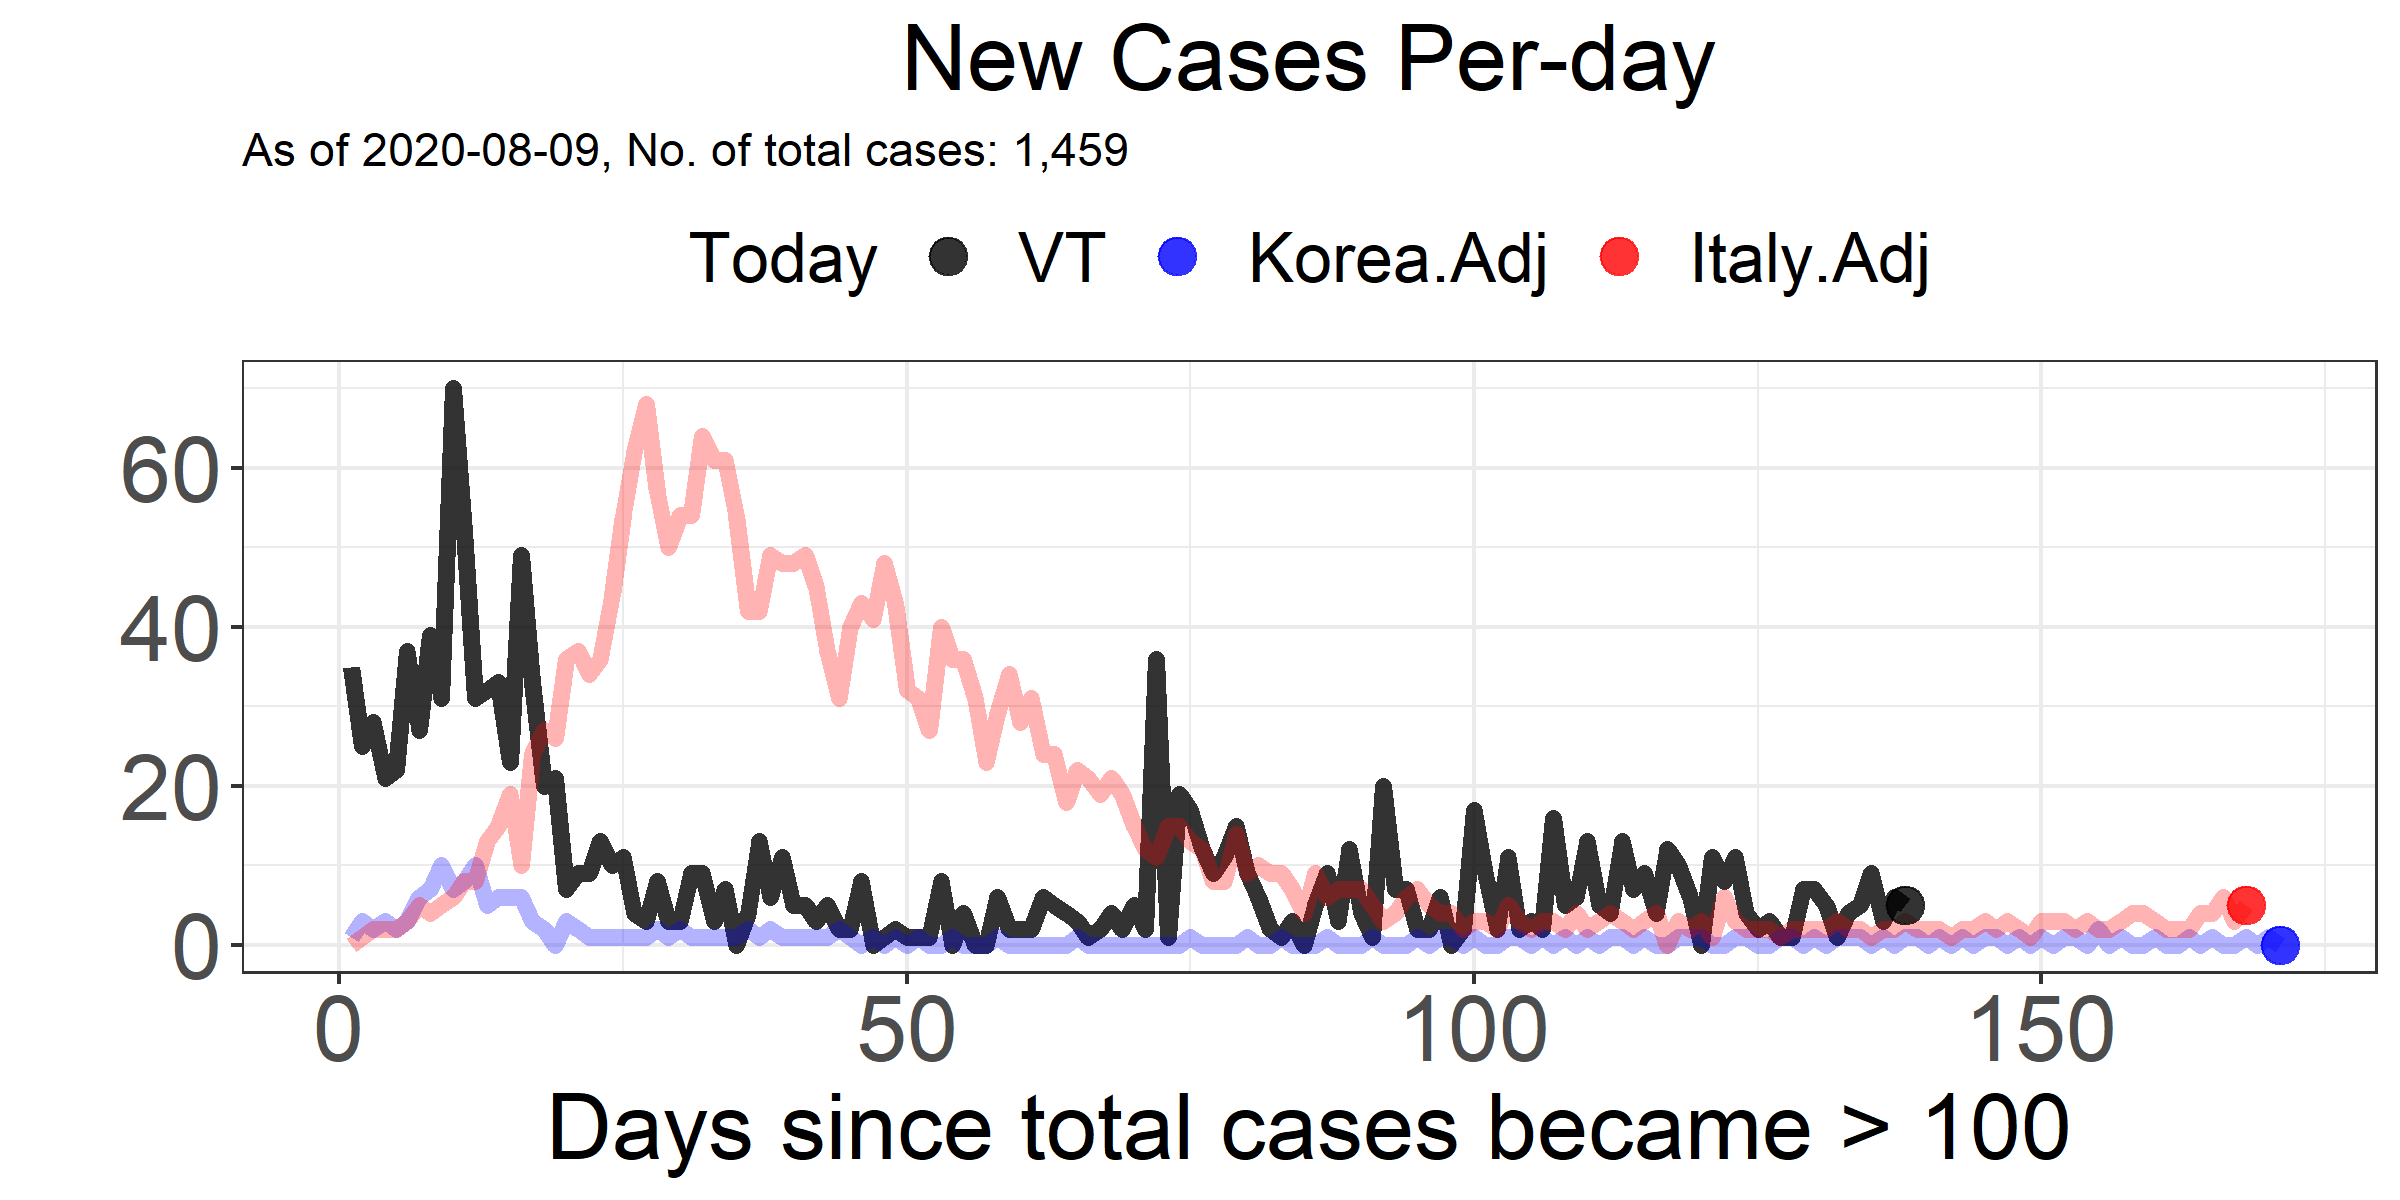 New Cases Per-day
As of 2020-08-09, No. of total cases: 1,459
Today VT Korea.Adj Italy.Adj
60
40
20
0
0 50 100 150
Days since total cases became > 100